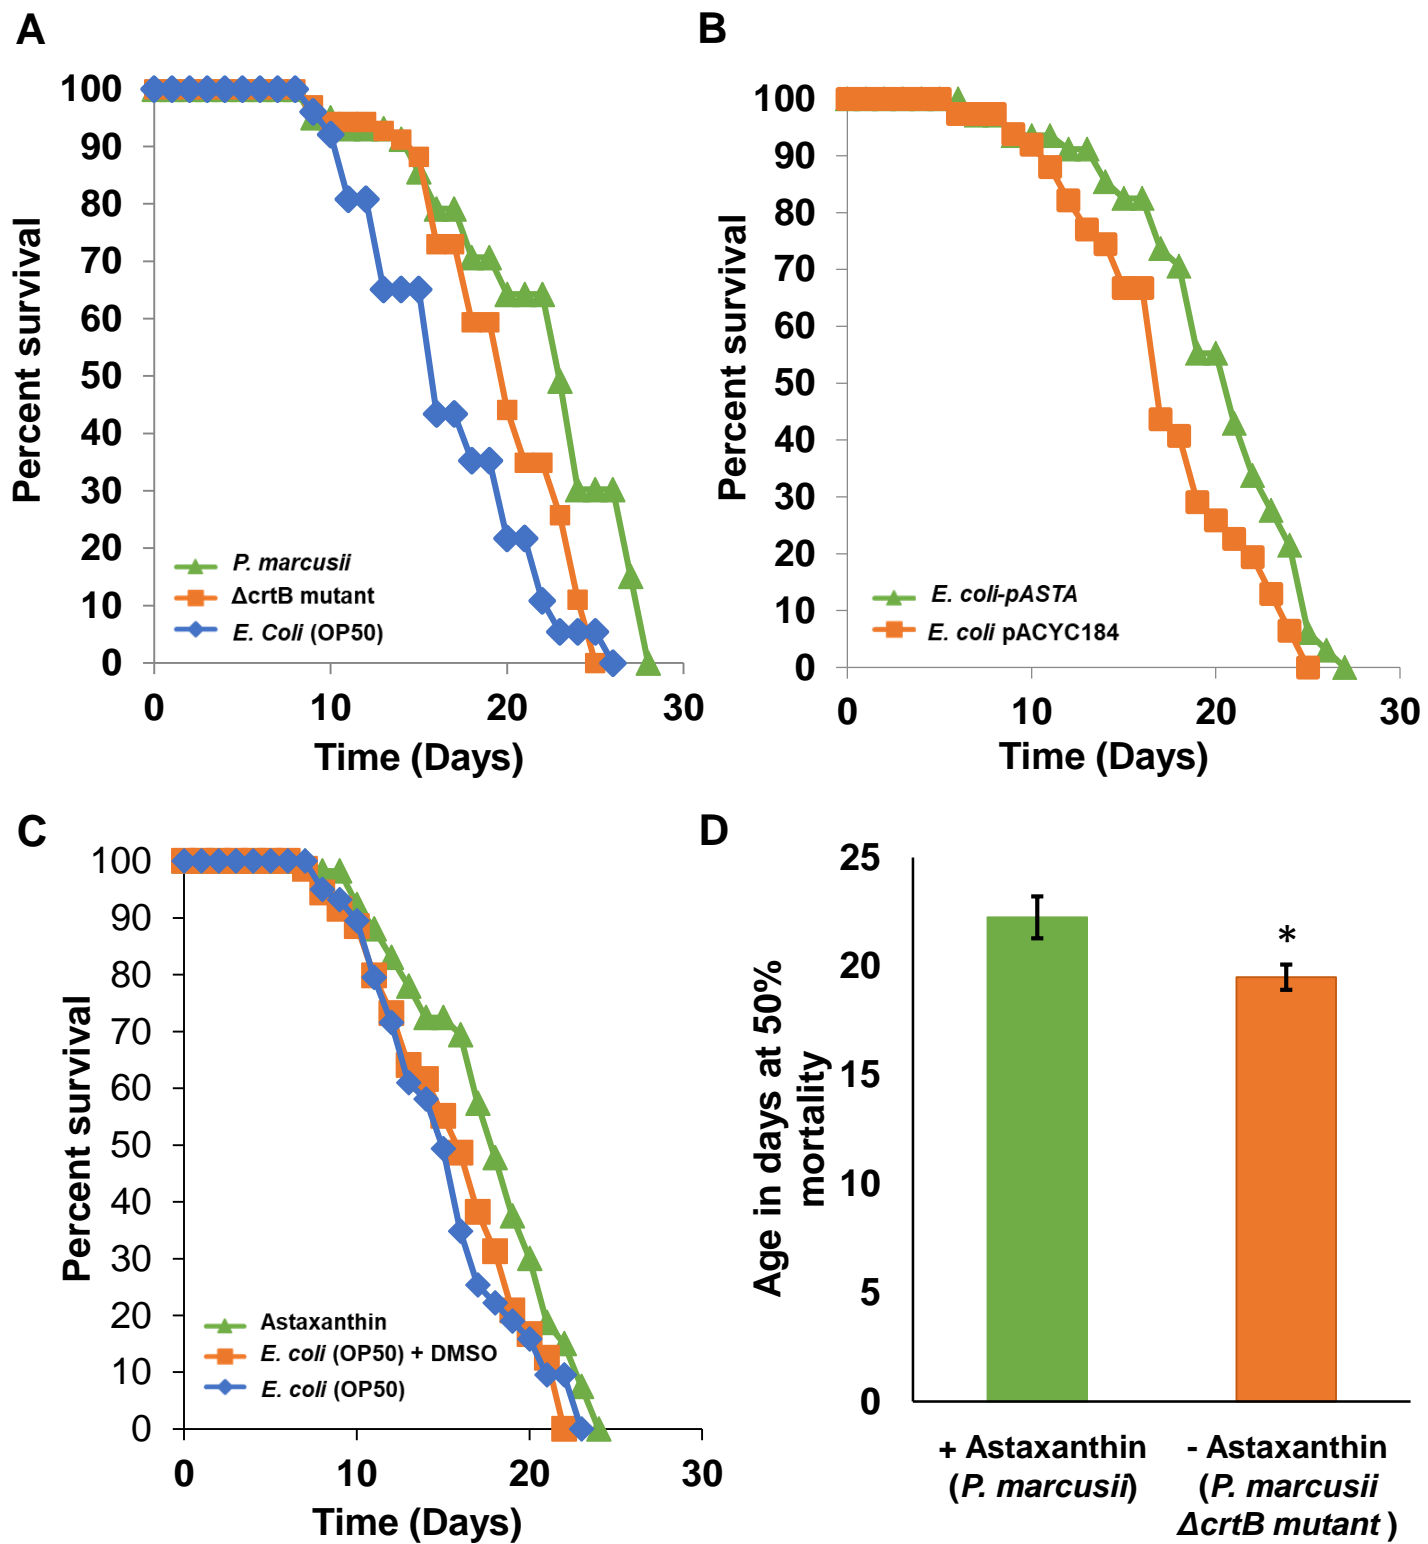 A
Percent survival
100
90
80
70
60
50
40
30
20
10
0
P. marcusii
ΔcrtB mutant
E. Coli (OP50)
0 10 20 30
Time (Days)
B
Percent survival
100
90
80
70
60
50
40
30
20
10
0
E. coli-pASTA
E. coli pACYC184
0 10 20 30
Time (Days)
C
Percent survival
100
90
80
70
60
50
40
30
20
10
0
Astaxanthin
E. coli (OP50) + DMSO
E. coli (OP50)
0 10 20 30
Time (Days)
D
Age in days at 50%
mortality
25
20
15
10
5
0
*
+ Astaxanthin
(P. marcusii)
- Astaxanthin
(P. marcusii
ΔcrtB mutant )